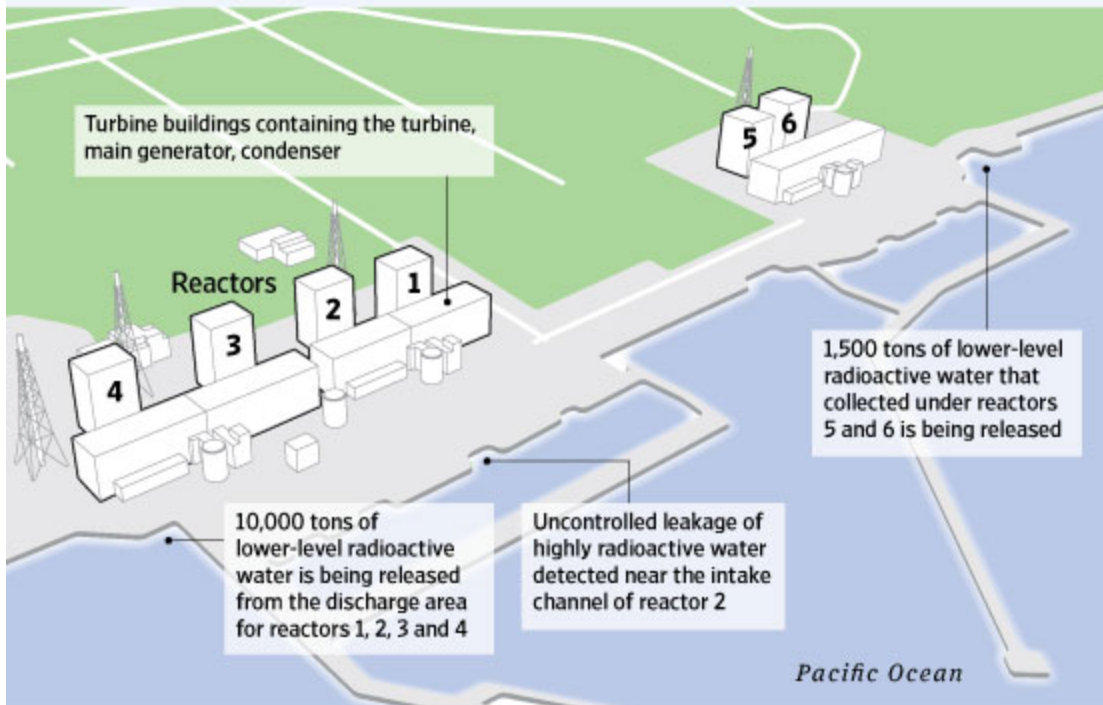 Turbine buildings containing the turbine,
main generator, condenser
5
6
Reactors
1
2
3
4
1,500 tons of lower-level
radioactive water that
collected under reactors
5 and 6 is being released
10,000 tons of
lower-level radioactive
water is being released
from the discharge area
for reactors 1, 2, 3 and 4
Uncontrolled leakage of
highly radioactive water
detected near the intake
channel of reactor 2
Pacific Ocean